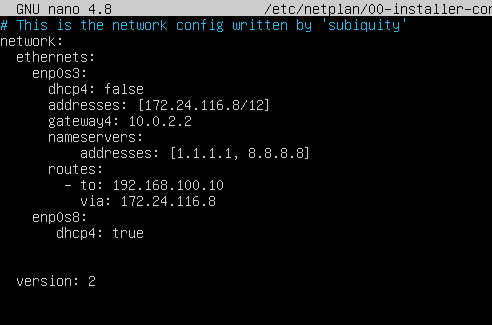 GNU nano 4.8 /etc/netplan/00-installer-con
# This is the network config written by 'subiquity'
network:
  ethernets:
    enp0s3:
      dhcp4: false
      addresses: [172.24.116.8/12]
      gateway4: 10.0.2.2
      nameservers:
          addresses: [1.1.1.1, 8.8.8.8]
      routes:
        - to: 192.168.100.10
          via: 172.24.116.8
    enp0s8:
       dhcp4: true
  version: 2